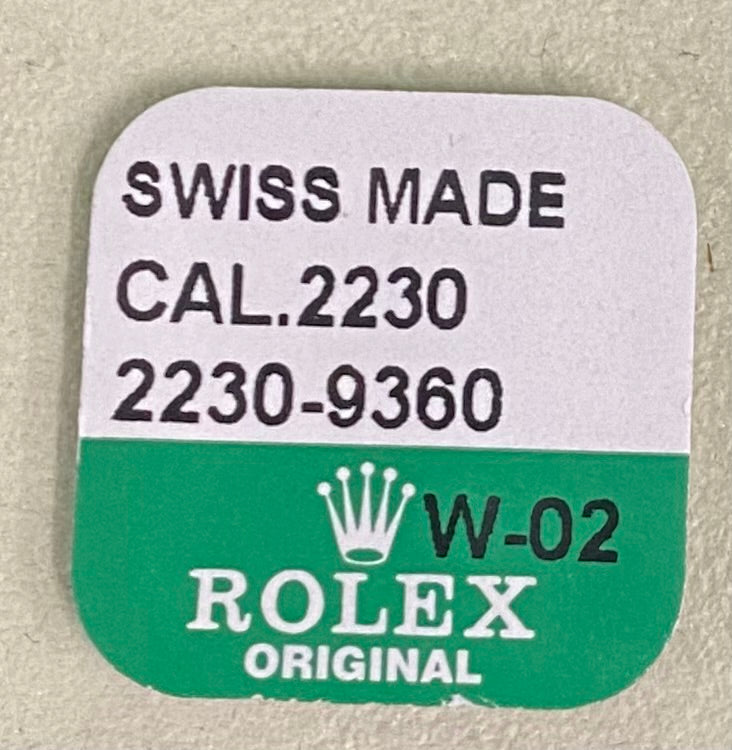 SWISS MADE
CAL.2230
2230-9360
W-02
ROLEX
ORIGINAL